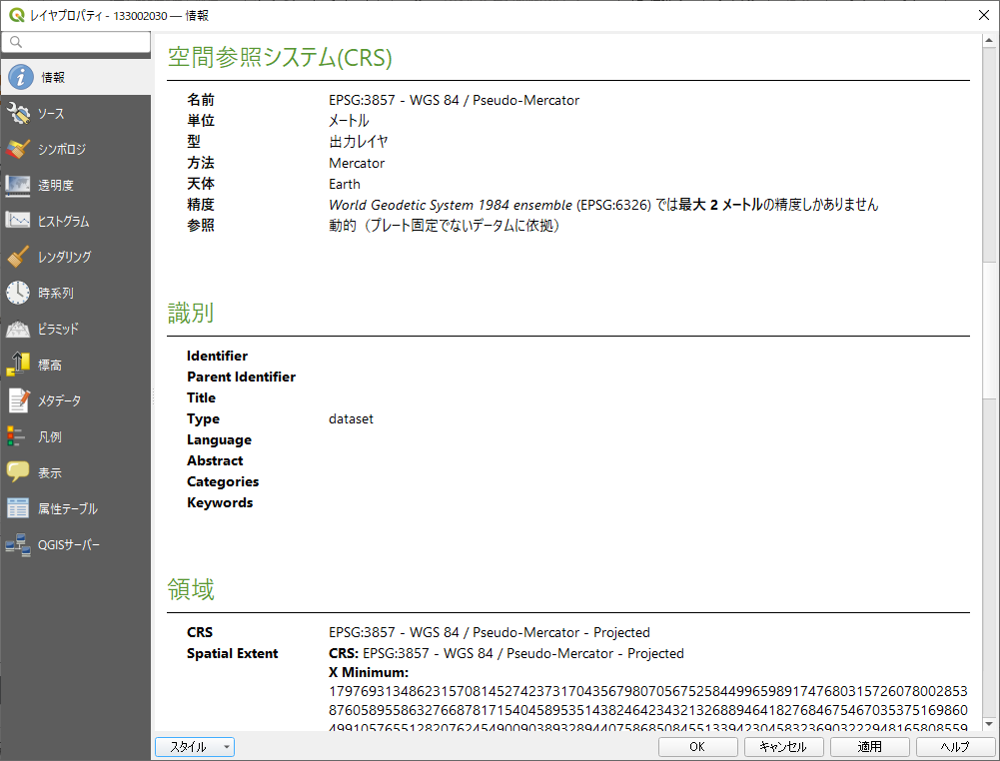 レイヤプロパティ - 133002030 — 情報
情報
ソース
シンボロジ
透明度
ヒストグラム
レンダリング
時系列
ピラミッド
標高
メタデータ
凡例
表示
属性テーブル
QGISサーバー
空間参照システム(CRS)
名前 EPSG:3857 - WGS 84 / Pseudo-Mercator
単位 メートル
型 出力レイヤ
方法 Mercator
天体 Earth
精度 World Geodetic System 1984 ensemble (EPSG:6326) では最大 2 メートルの精度しかありません
参照 動的（プレート固定でないデータムに依拠）
識別
Identifier
Parent Identifier
Title
Type dataset
Language
Abstract
Categories
Keywords
領域
CRS EPSG:3857 - WGS 84 / Pseudo-Mercator - Projected
Spatial Extent CRS: EPSG:3857 - WGS 84 / Pseudo-Mercator - Projected
X Minimum:
17976931348623157081452742373170435679807056752584499659891747680315726078002853
87605895586327668781715404589535143824642343213268894641827684675467035375169860
49910576551282076245490090389328944075868508455133942304583236903222948165808559
スタイル
OK キャンセル 適用 ヘルプ